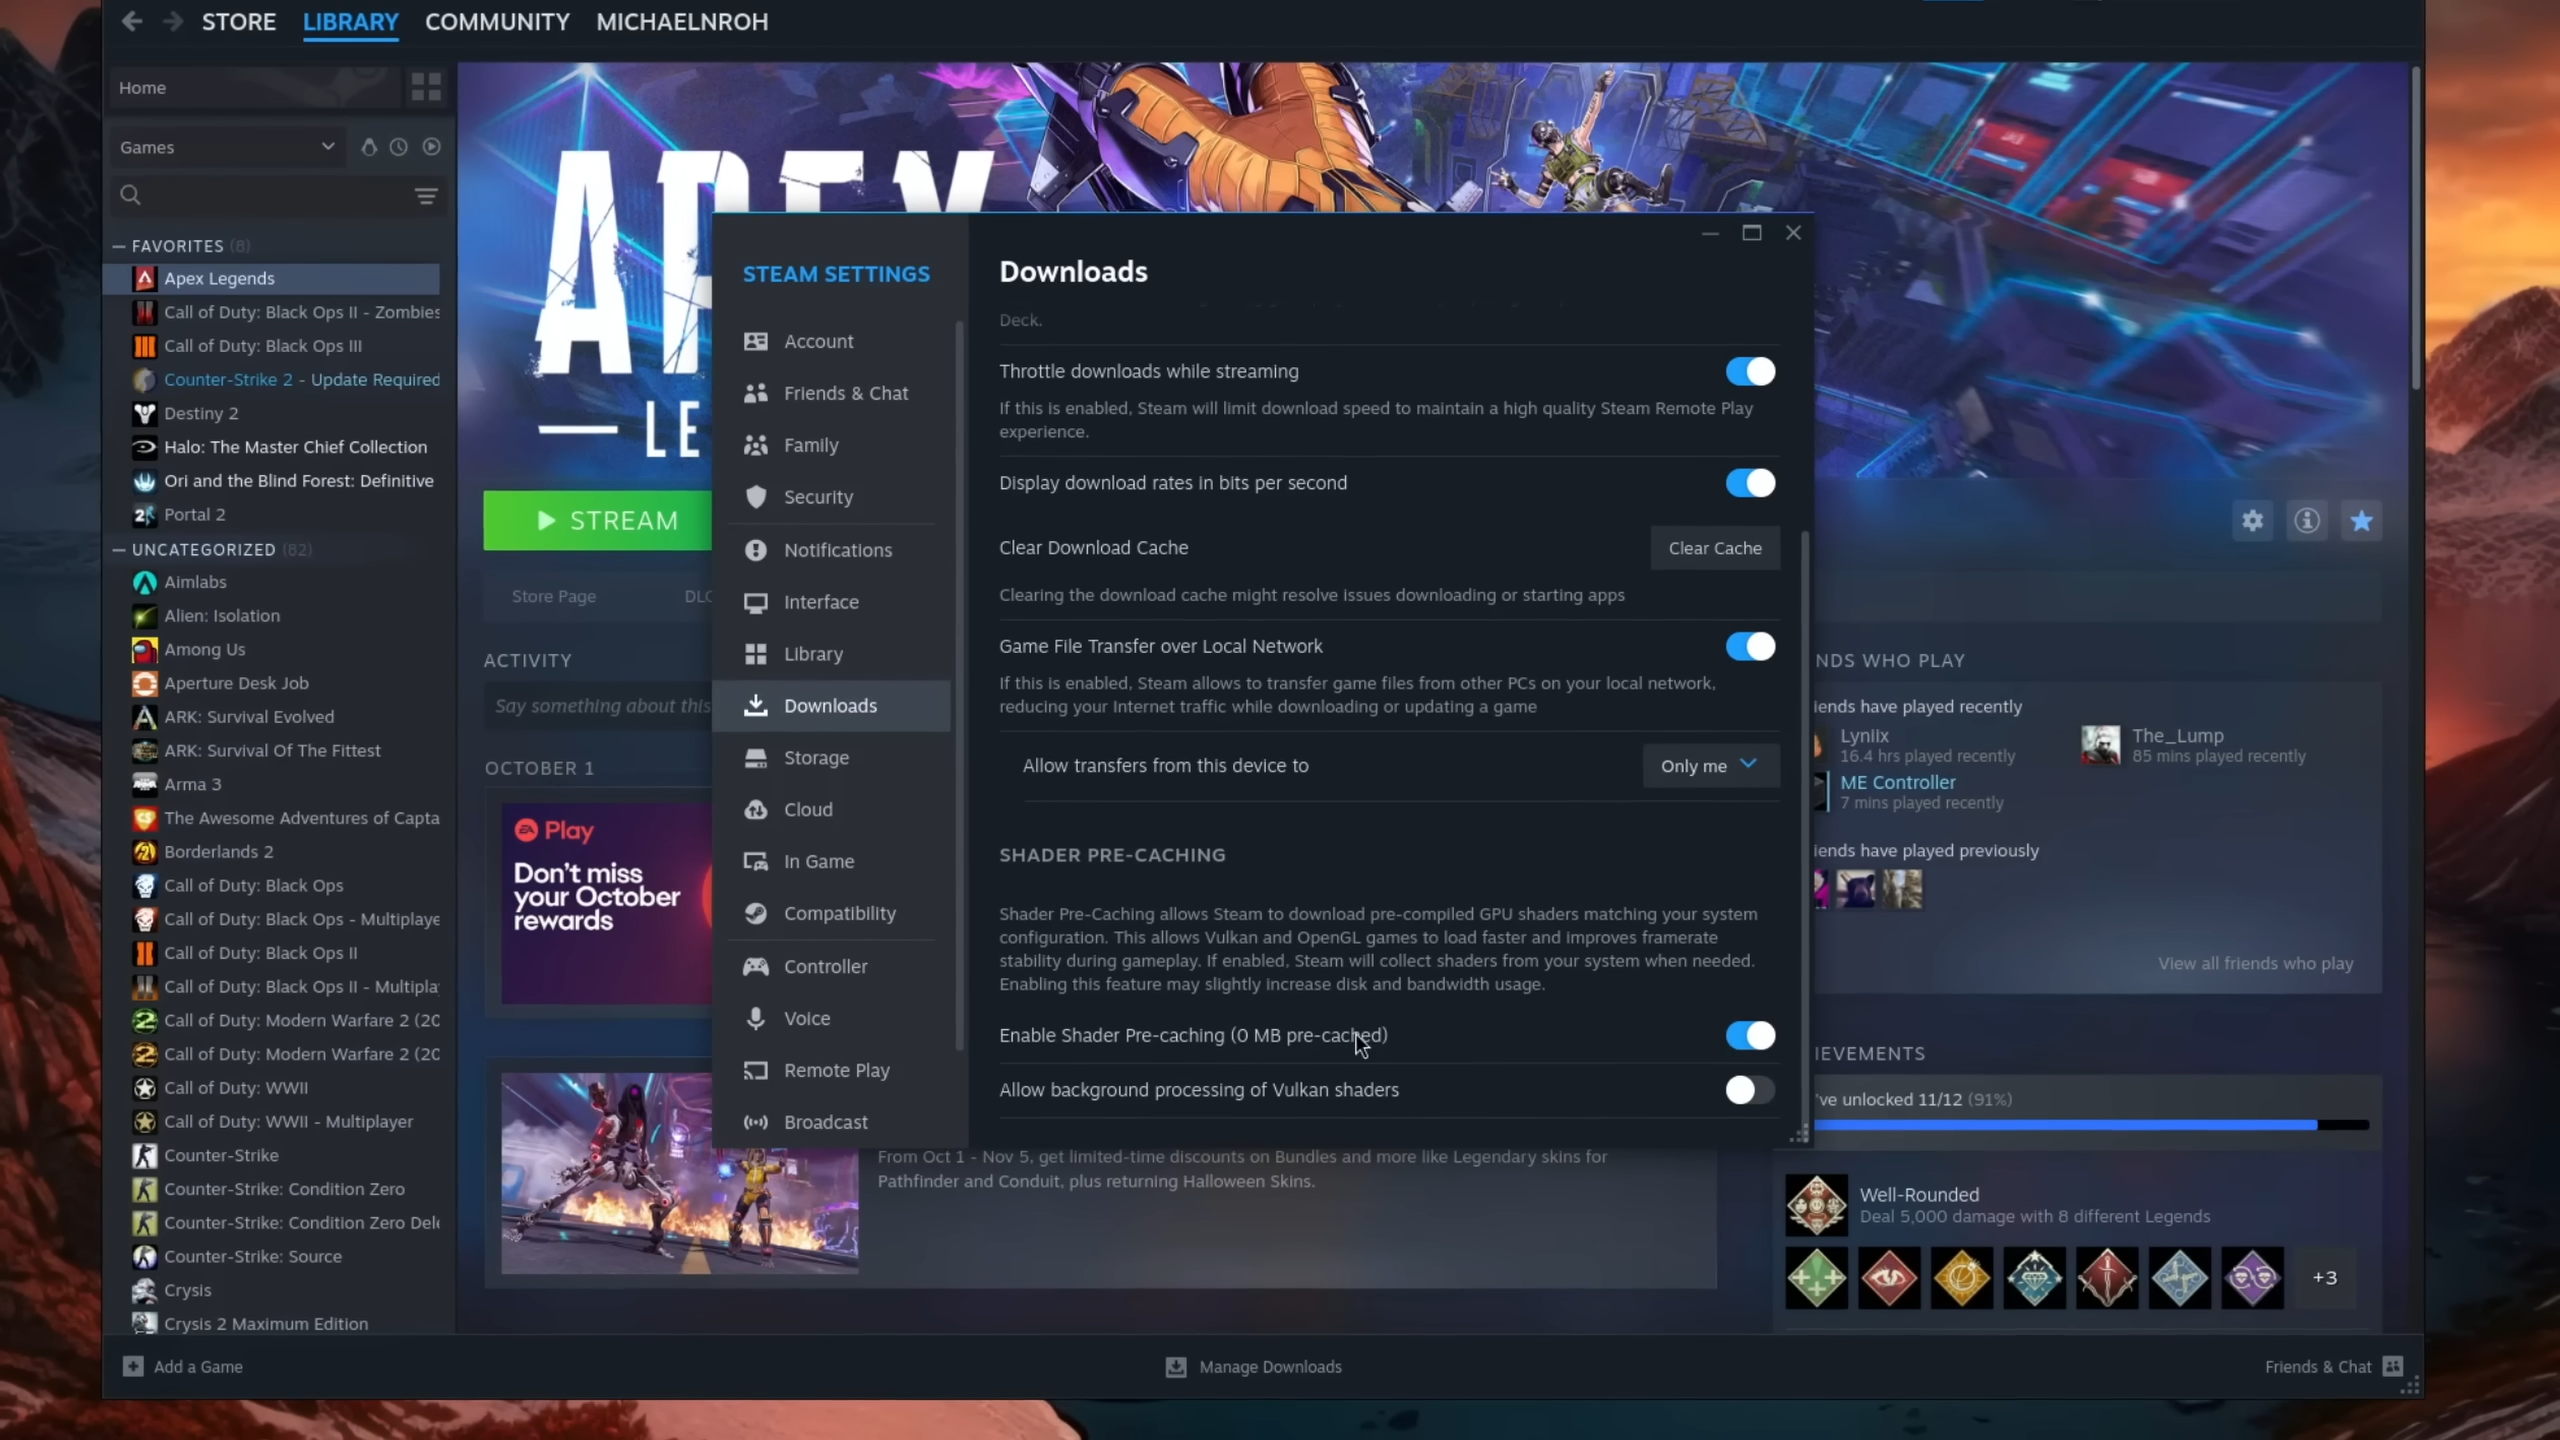 STORE
LIBRARY
COMMUNITY
MICHAELNROH
Home
Games
FAVORITES (8)
Apex Legends
Call of Duty: Black Ops II - Zombies
Call of Duty: Black Ops III
Counter-Strike 2 - Update Required
Destiny 2
Halo: The Master Chief Collection
Ori and the Blind Forest: Definitive
Portal 2
UNCATEGORIZED (82)
Aimlabs
Alien: Isolation
Among Us
Aperture Desk Job
ARK: Survival Evolved
ARK: Survival Of The Fittest
Arma 3
The Awesome Adventures of Capta
Borderlands 2
Call of Duty: Black Ops
Call of Duty: Black Ops - Multiplaye
Call of Duty: Black Ops II
Call of Duty: Black Ops II - Multipla
Call of Duty: Modern Warfare 2 (20
Call of Duty: Modern Warfare 2 (20
Call of Duty: WWII
Call of Duty: WWII - Multiplayer
Counter-Strike
Counter-Strike: Condition Zero
Counter-Strike: Condition Zero Dele
Counter-Strike: Source
Crysis
Crysis 2 Maximum Edition
APEX
LE
STREAM
Store Page
DLC
ACTIVITY
Say something about this
OCTOBER 1
EA Play
Don't miss
your October
rewards
From Oct 1 - Nov 5, get limited-time discounts on Bundles and more like Legendary skins for
Pathfinder and Conduit, plus returning Halloween Skins.
STEAM SETTINGS
Account
Friends & Chat
Family
Security
Notifications
Interface
Library
Downloads
Storage
Cloud
In Game
Compatibility
Controller
Voice
Remote Play
Broadcast
Downloads
Deck.
Throttle downloads while streaming
If this is enabled, Steam will limit download speed to maintain a high quality Steam Remote Play
experience.
Display download rates in bits per second
Clear Download Cache
Clear Cache
Clearing the download cache might resolve issues downloading or starting apps
Game File Transfer over Local Network
If this is enabled, Steam allows to transfer game files from other PCs on your local network,
reducing your Internet traffic while downloading or updating a game
Allow transfers from this device to
Only me
SHADER PRE-CACHING
Shader Pre-Caching allows Steam to download pre-compiled GPU shaders matching your system
configuration. This allows Vulkan and OpenGL games to load faster and improves framerate
stability during gameplay. If enabled, Steam will collect shaders from your system when needed.
Enabling this feature may slightly increase disk and bandwidth usage.
Enable Shader Pre-caching (0 MB pre-cached)
Allow background processing of Vulkan shaders
NDS WHO PLAY
iends have played recently
Lyniix
16.4 hrs played recently
The_Lump
85 mins played recently
ME Controller
7 mins played recently
iends have played previously
View all friends who play
IEVEMENTS
've unlocked 11/12 (91%)
Well-Rounded
Deal 5,000 damage with 8 different Legends
+3
Add a Game
Manage Downloads
Friends & Chat